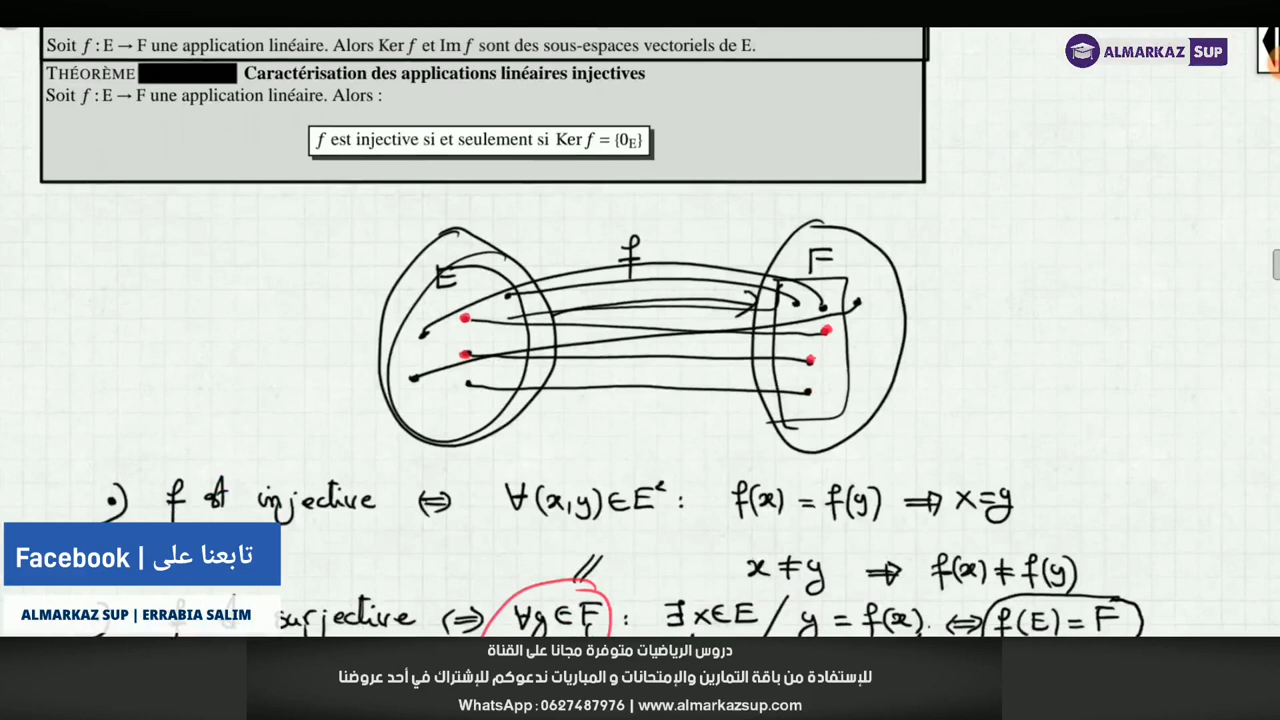 Soit f : E → F une application linéaire. Alors Ker f et Im f sont des sous-espaces vectoriels de E.
ALMARKAZ SUP
THÉORÈME Caractérisation des applications linéaires injectives
Soit f : E → F une application linéaire. Alors :
f est injective si et seulement si Ker f = {0E}
f
E
F
•) f est injective ⇔ ∀(x,y)∈E² : f(x) = f(y) ⇒ x=y
// x ≠ y ⇒ f(x) ≠ f(y)
surjective ⇔ ∀y ∈ F : ∃ x∈E / y = f(x). ⇔ f(E) = F
تابعنا على | Facebook
ALMARKAZ SUP | ERRABIA SALIM
دروس الرياضيات متوفرة مجانا على القناة
للإستفادة من باقة التمارين والإمتحانات و المباريات ندعوكم للإشتراك في أحد عروضنا
WhatsApp : 0627487976 | www.almarkazsup.com